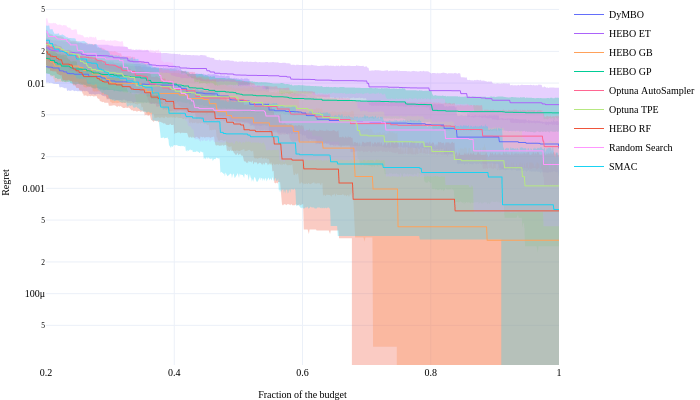 5
2
0.01
5
2
0.001
5
2
100μ
5
Regret
0.2
0.4
0.6
0.8
1
Fraction of the budget
DyMBO
HEBO ET
HEBO GB
HEBO GP
Optuna AutoSampler
Optuna TPE
HEBO RF
Random Search
SMAC